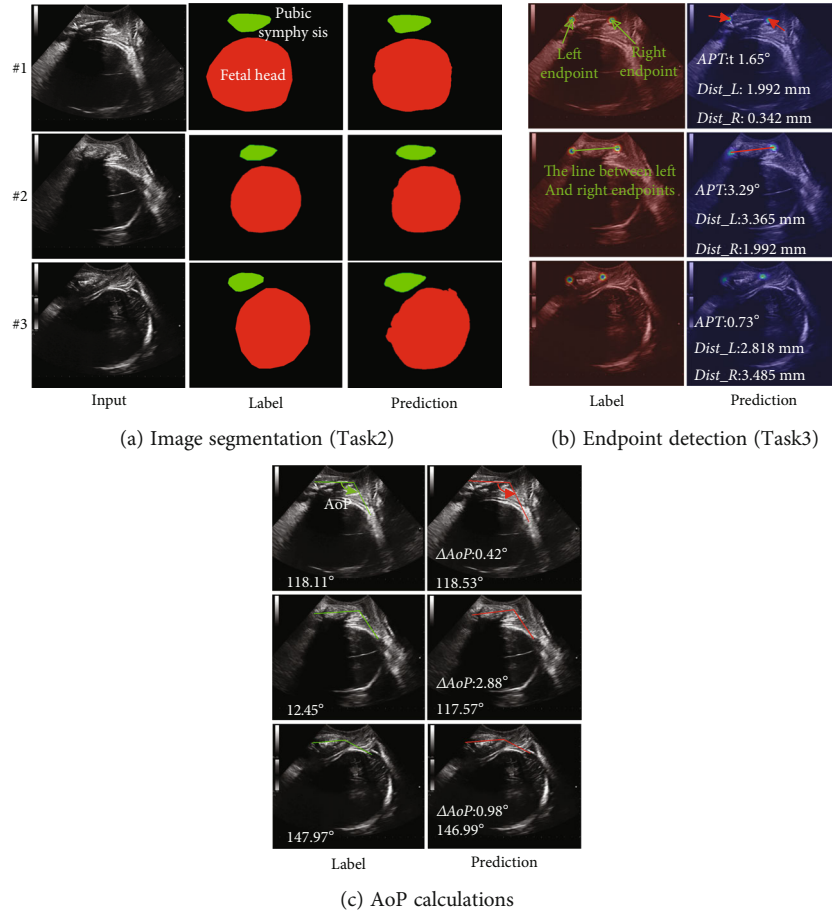 Pubic
symphy sis
#1
Fetal head
#2
#3
Input
Label
Prediction
(a) Image segmentation (Task2)
Left
endpoint
Right
endpoint
APT:t 1.65°
Dist_L: 1.992 mm
Dist_R: 0.342 mm
The line between left
And right endpoints
APT:3.29°
Dist_L:3.365 mm
Dist_R:1.992 mm
APT:0.73°
Dist_L:2.818 mm
Dist_R:3.485 mm
Label
Prediction
(b) Endpoint detection (Task3)
AoP
118.11°
ΔAoP:0.42°
118.53°
12.45°
ΔAoP:2.88°
117.57°
147.97°
ΔAoP:0.98°
146.99°
Label
Prediction
(c) AoP calculations